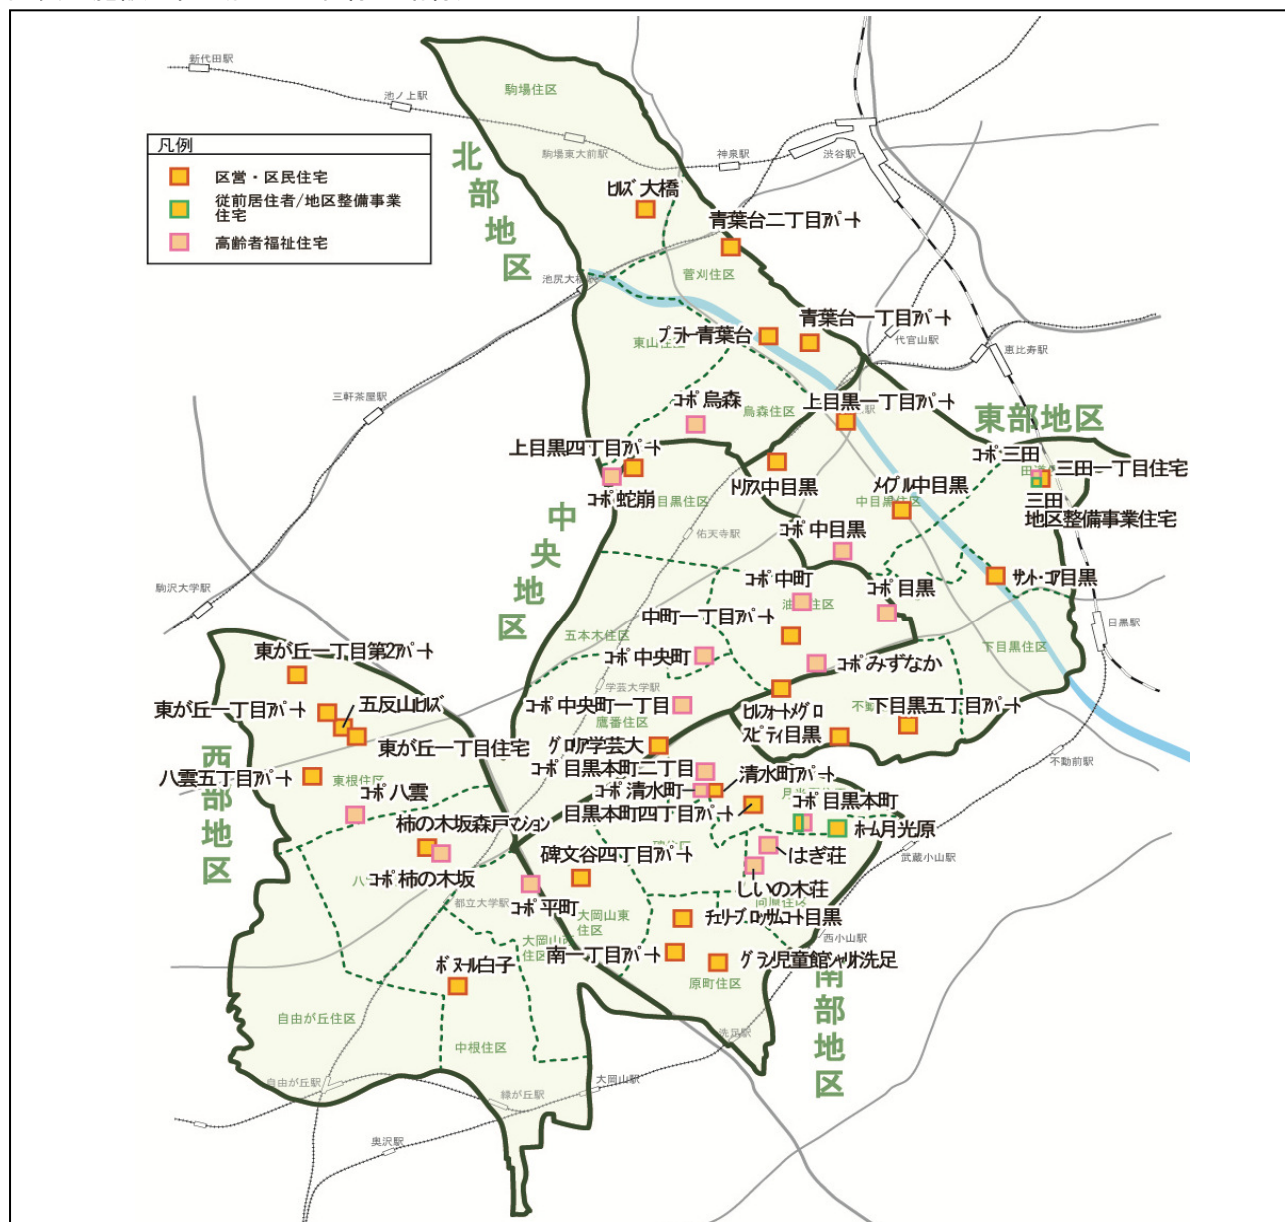 新代田駅
池ノ上駅
駒場住区
駒場東大前駅
神泉駅
渋谷駅
凡例
区営・区民住宅
従前居住者/地区整備事業
住宅
高齢者福祉住宅
北部地区
ﾋﾙｽﾞ大橋
青葉台二丁目ｱﾊﾟｰﾄ
菅刈住区
池尻大橋駅
ﾌﾟﾗﾄｰ青葉台
青葉台一丁目ｱﾊﾟｰﾄ
東山住区
代官山駅
恵比寿駅
三軒茶屋駅
ｺｰﾎﾟ烏森
烏森住区
上目黒一丁目ｱﾊﾟｰﾄ
東部地区
上目黒四丁目ｱﾊﾟｰﾄ
ｺｰﾎﾟ三田
三田一丁目住宅
ｺｰﾎﾟ蛇崩
目黒住区
ﾄﾘｱｽ中目黒
ﾒｲﾌﾟﾙ中目黒
中目黒住区
三田
地区整備事業住宅
中央地区
祐天寺駅
ｺｰﾎﾟ中目黒
駒沢大学駅
ｺｰﾎﾟ中町
ｺｰﾎﾟ目黒
ｻﾝﾄ･ｺｱ目黒
中町一丁目ｱﾊﾟｰﾄ
目黒駅
五本木住区
下目黒住区
東が丘一丁目第2ｱﾊﾟｰﾄ
ｺｰﾎﾟ中央町
ｺｰﾎﾟみずなか
学芸大学駅
東が丘一丁目ｱﾊﾟｰﾄ
五反山ﾋﾙｽﾞ
ｺｰﾎﾟ中央町一丁目
鷹番住区
ﾋﾙﾌｫｰﾄﾒｸﾞﾛ
下目黒五丁目ｱﾊﾟｰﾄ
ｽﾋﾟﾃｨ目黒
東が丘一丁目住宅
ｸﾞﾛﾘｱ学芸大
西部地区
不動前駅
八雲五丁目ｱﾊﾟｰﾄ
東根住区
ｺｰﾎﾟ目黒本町二丁目
清水町ｱﾊﾟｰﾄ
ｺｰﾎﾟ清水町
ｺｰﾎﾟ八雲
目黒本町四丁目ｱﾊﾟｰﾄ
ｺｰﾎﾟ目黒本町
柿の木坂森戸ﾏﾝｼｮﾝ
ﾎｰﾑ月光原
碑文谷四丁目ｱﾊﾟｰﾄ
はぎ荘
武蔵小山駅
ｺｰﾎﾟ柿の木坂
しいの木荘
都立大学駅
ｺｰﾎﾟ平町
大岡山東
住区
ﾁｪﾘｰﾌﾞﾛｯｻﾑｺｰﾄ目黒
西小山駅
南一丁目ｱﾊﾟｰﾄ
ﾎﾞﾇｰﾙ白子
ｸﾞﾗﾝ児童館ｼｬﾘｵ洗足
原町住区
南部地区
自由が丘住区
洗足駅
中根住区
自由が丘駅
大岡山駅
緑が丘駅
奥沢駅